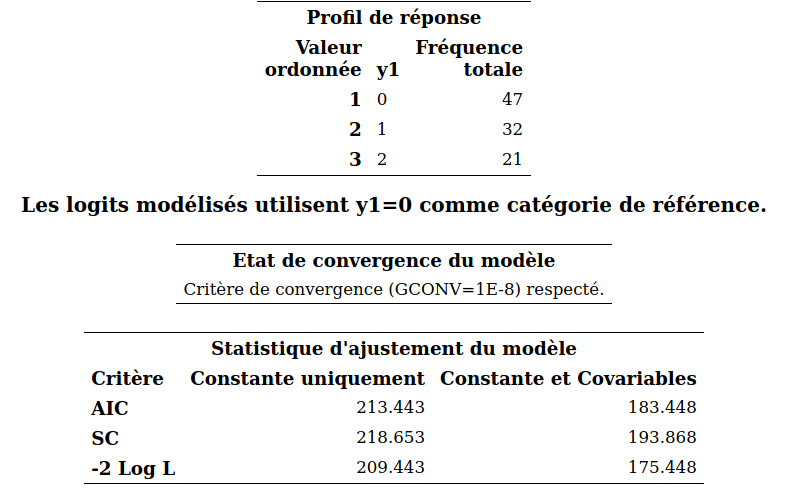 Profil de réponse
Valeur ordonnée y1 Fréquence totale
1 0 47
2 1 32
3 2 21
Les logits modélisés utilisent y1=0 comme catégorie de référence.
Etat de convergence du modèle
Critère de convergence (GCONV=1E-8) respecté.
Statistique d'ajustement du modèle
Critère Constante uniquement Constante et Covariables
AIC 213.443 183.448
SC 218.653 193.868
-2 Log L 209.443 175.448